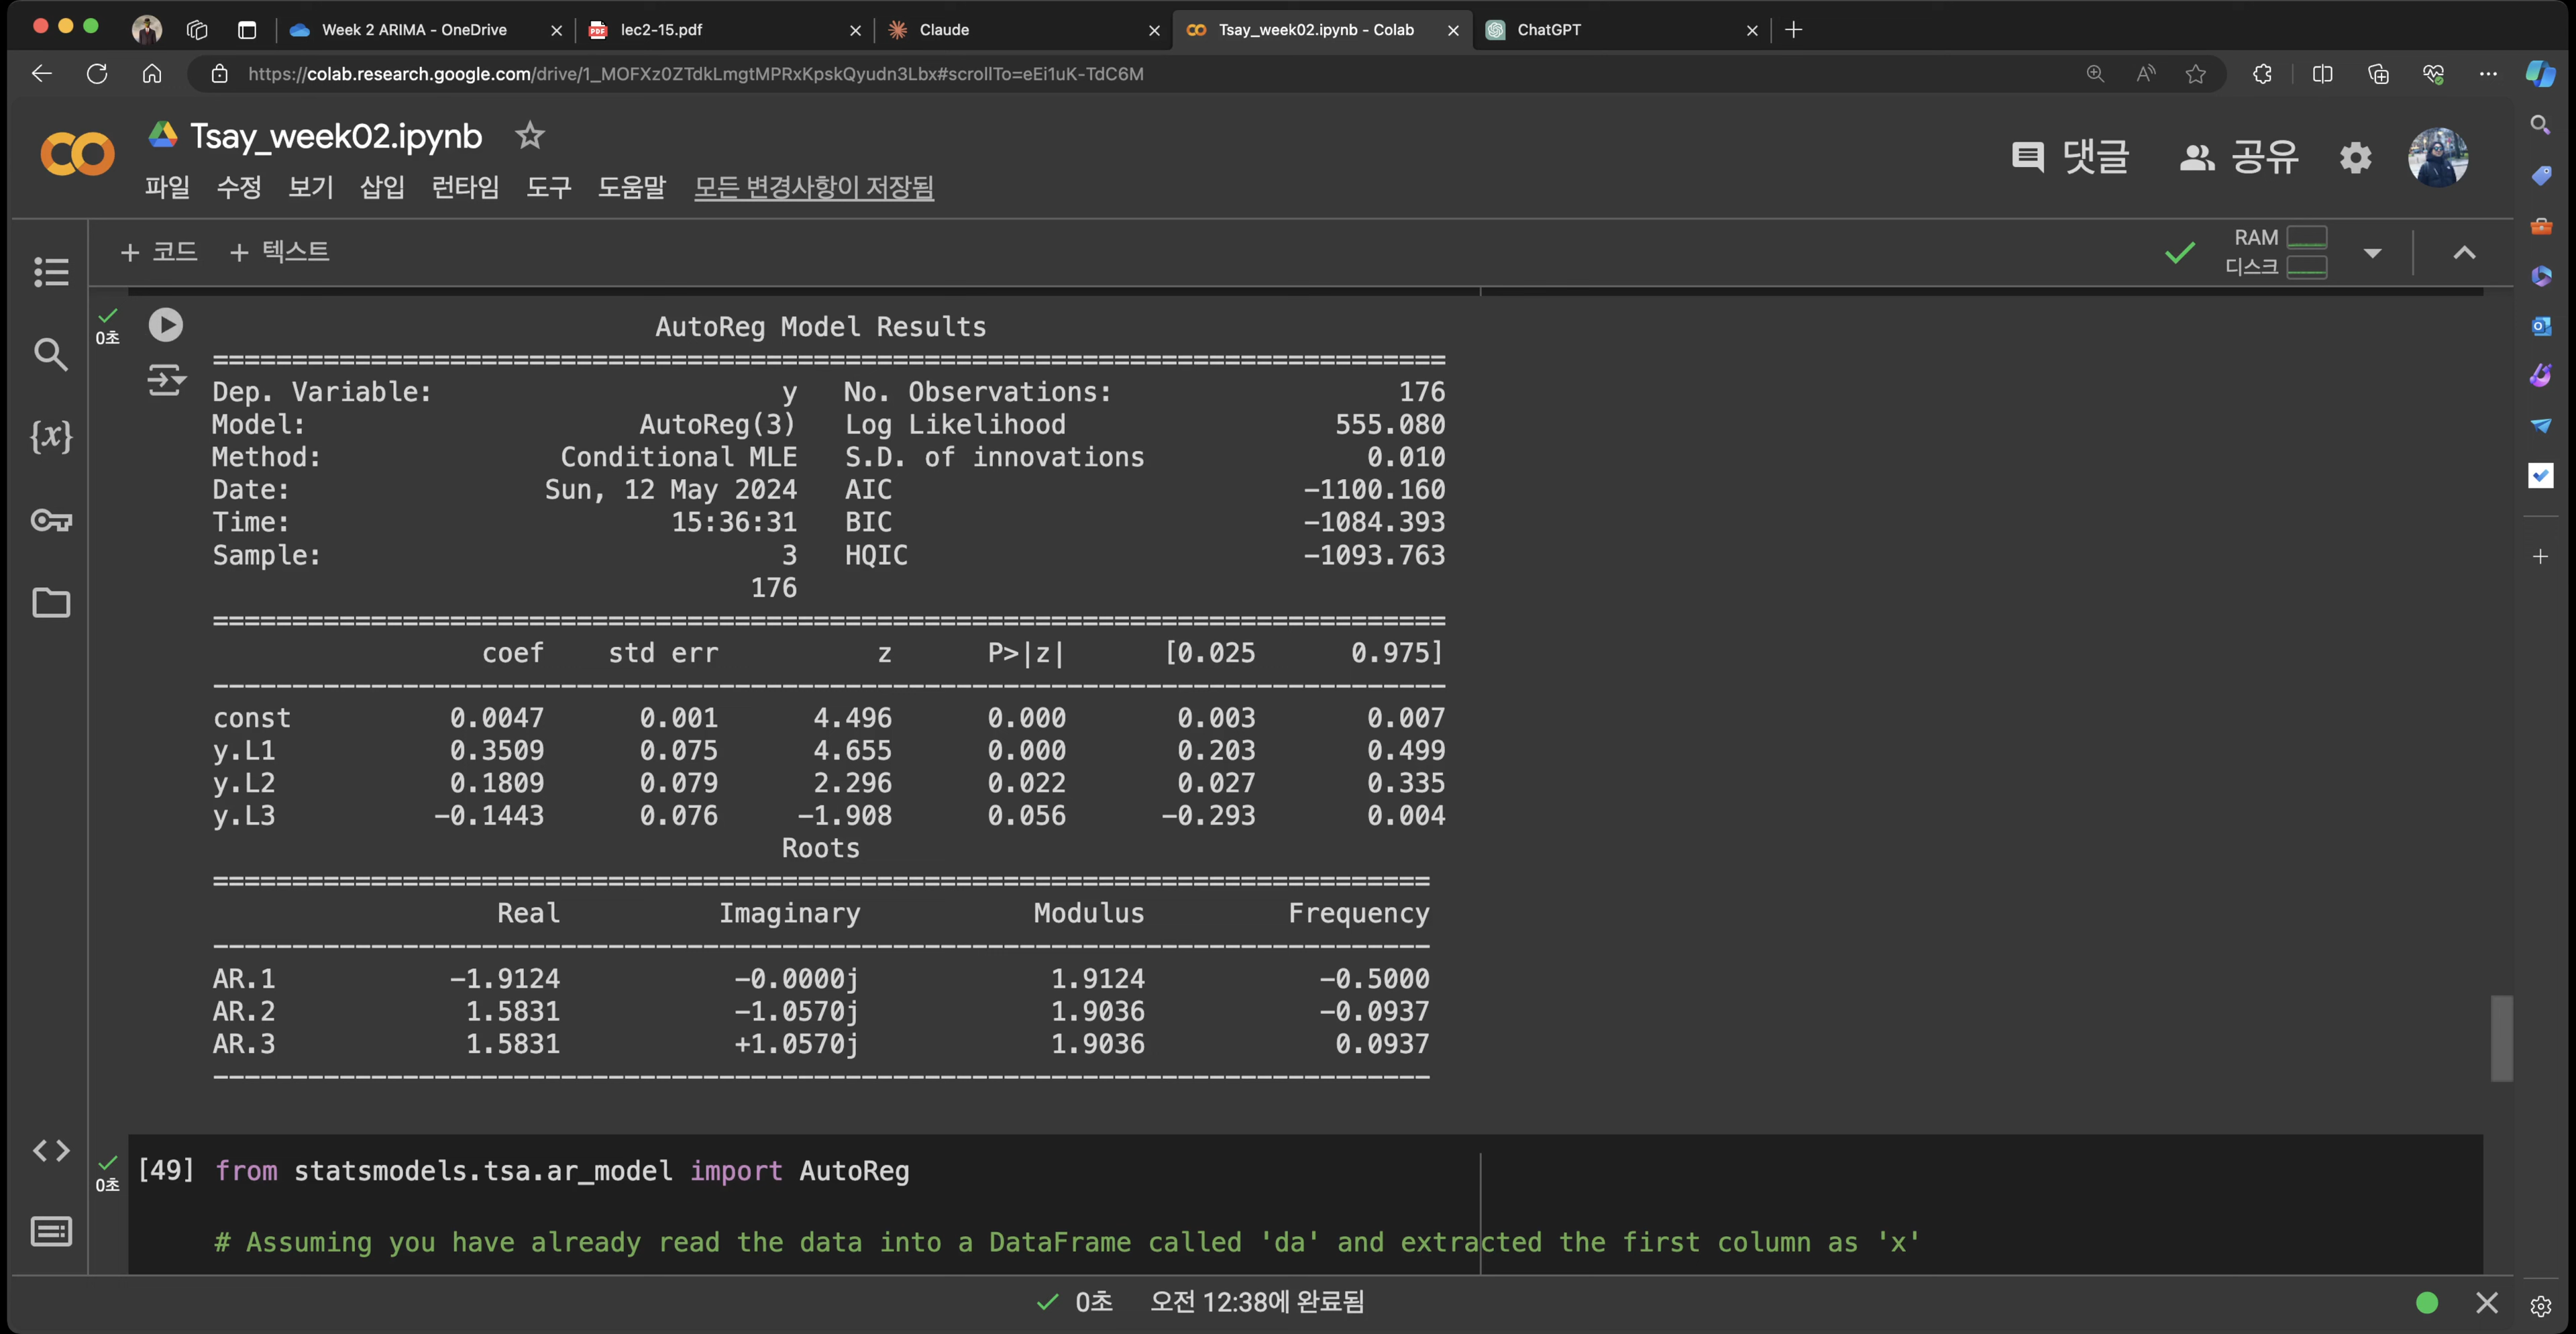 Week 2 ARIMA - OneDrive
lec2-15.pdf
Claude
Tsay_week02.ipynb - Colab
ChatGPT
https://colab.research.google.com/drive/1_MOFXz0ZTdkLmgtMPRxKpskQyudn3Lbx#scrollTo=eEi1uK-TdC6M
Tsay_week02.ipynb
댓글 공유
파일 수정 보기 삽입 런타임 도구 도움말 모든 변경사항이 저장됨
+ 코드 + 텍스트
RAM
디스크
0초
AutoReg Model Results
==============================================================================
Dep. Variable: y No. Observations: 176
Model: AutoReg(3) Log Likelihood 555.080
Method: Conditional MLE S.D. of innovations 0.010
Date: Sun, 12 May 2024 AIC -1100.160
Time: 15:36:31 BIC -1084.393
Sample: 3 HQIC -1093.763
176
==============================================================================
coef std err z P>|z| [0.025 0.975]
------------------------------------------------------------------------------
const 0.0047 0.001 4.496 0.000 0.003 0.007
y.L1 0.3509 0.075 4.655 0.000 0.203 0.499
y.L2 0.1809 0.079 2.296 0.022 0.027 0.335
y.L3 -0.1443 0.076 -1.908 0.056 -0.293 0.004
Roots
=============================================================================
Real Imaginary Modulus Frequency
-----------------------------------------------------------------------------
AR.1 -1.9124 -0.0000j 1.9124 -0.5000
AR.2 1.5831 -1.0570j 1.9036 -0.0937
AR.3 1.5831 +1.0570j 1.9036 0.0937
-----------------------------------------------------------------------------
0초
[49] from statsmodels.tsa.ar_model import AutoReg
# Assuming you have already read the data into a DataFrame called 'da' and extracted the first column as 'x'
0초 오전 12:38에 완료됨